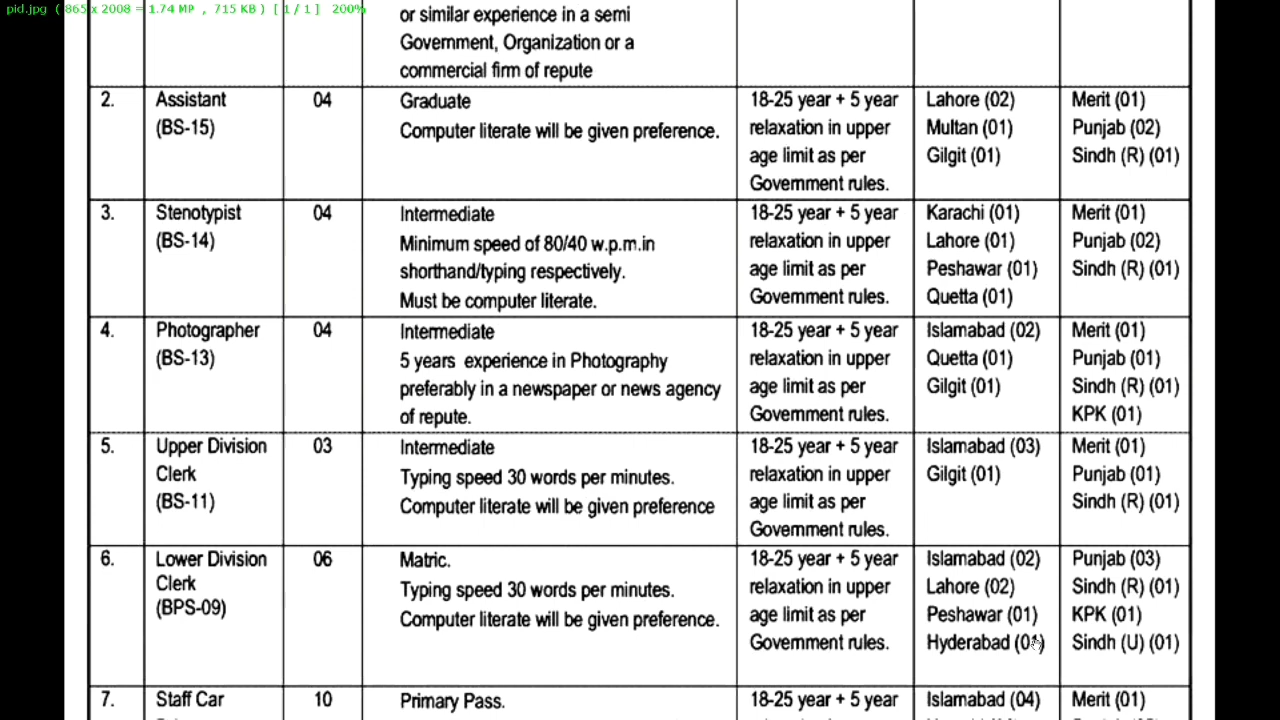 pid.jpg ( 865 x 2008 = 1.74 MP , 715 KB ) [ 1 / 1 ] 200%
or similar experience in a semi
Government, Organization or a
commercial firm of repute
2. Assistant 04 Graduate 18-25 year + 5 year Lahore (02) Merit (01)
(BS-15) Computer literate will be given preference. relaxation in upper Multan (01) Punjab (02)
age limit as per Gilgit (01) Sindh (R) (01)
Government rules.
3. Stenotypist 04 Intermediate 18-25 year + 5 year Karachi (01) Merit (01)
(BS-14) Minimum speed of 80/40 w.p.m.in relaxation in upper Lahore (01) Punjab (02)
shorthand/typing respectively. age limit as per Peshawar (01) Sindh (R) (01)
Must be computer literate. Government rules. Quetta (01)
4. Photographer 04 Intermediate 18-25 year + 5 year Islamabad (02) Merit (01)
(BS-13) 5 years experience in Photography relaxation in upper Quetta (01) Punjab (01)
preferably in a newspaper or news agency age limit as per Gilgit (01) Sindh (R) (01)
of repute. Government rules. KPK (01)
5. Upper Division 03 Intermediate 18-25 year + 5 year Islamabad (03) Merit (01)
Clerk Typing speed 30 words per minutes. relaxation in upper Gilgit (01) Punjab (01)
(BS-11) Computer literate will be given preference age limit as per Sindh (R) (01)
Government rules.
6. Lower Division 06 Matric. 18-25 year + 5 year Islamabad (02) Punjab (03)
Clerk Typing speed 30 words per minutes. relaxation in upper Lahore (02) Sindh (R) (01)
(BPS-09) Computer literate will be given preference. age limit as per Peshawar (01) KPK (01)
Government rules. Hyderabad (01) Sindh (U) (01)
7. Staff Car 10 Primary Pass. 18-25 year + 5 year Islamabad (04) Merit (01)